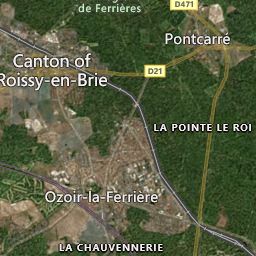 de Ferrières
D471
Pontcarré
Canton of
Roissy-en-Brie
D21
LA POINTE LE ROI
Ozoir-la-Ferrière
LA CHAUVENNERIE